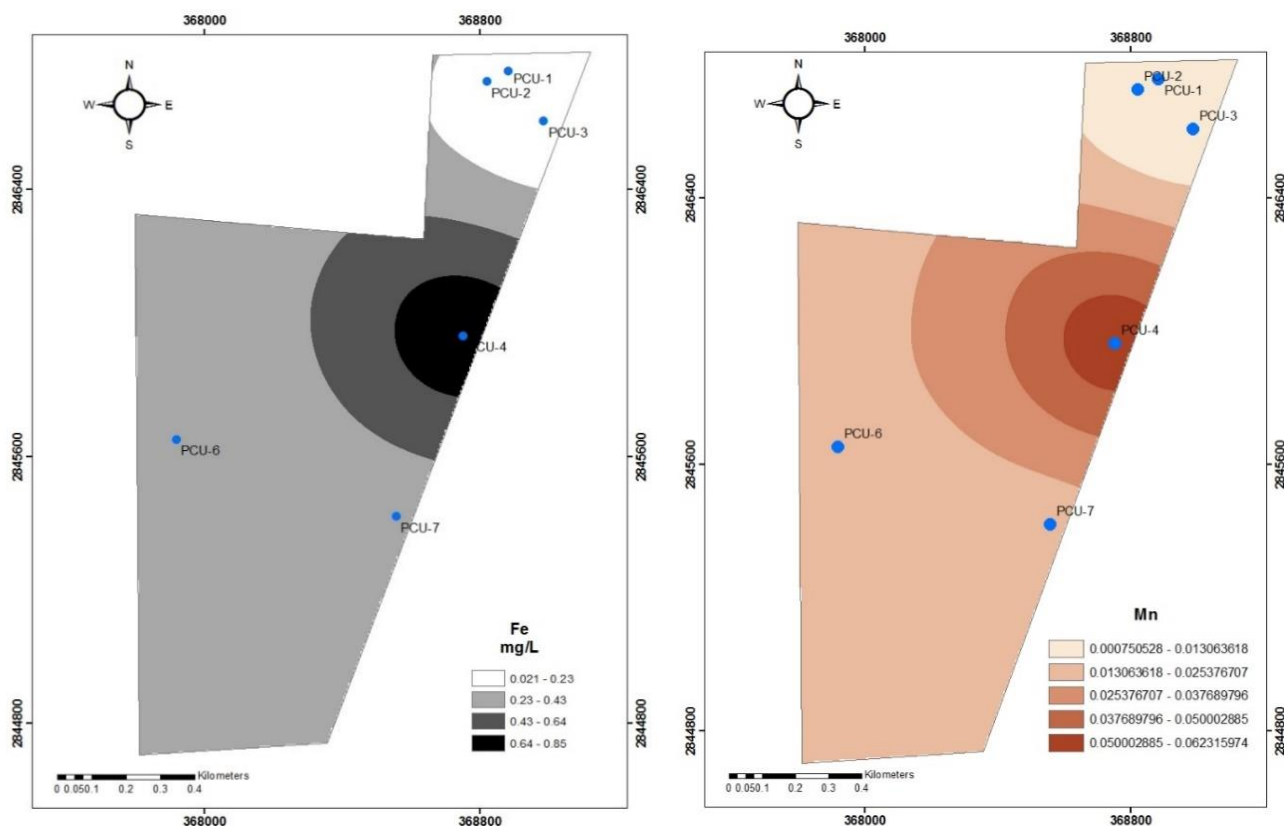 368000
368800
N
W
E
S
PCU-1
PCU-2
PCU-3
2846400
2846400
CU-4
PCU-6
2845600
2845600
PCU-7
Fe
mg/L
0.021 - 0.23
0.23 - 0.43
0.43 - 0.64
0.64 - 0.85
2844800
2844800
Kilometers
0 0.050.1 0.2 0.3 0.4
368000
368800
368000
368800
N
W
E
S
PCU-2
PCU-1
PCU-3
2846400
2846400
PCU-4
PCU-6
2845600
2845600
PCU-7
Mn
0.000750528 - 0.013063618
0.013063618 - 0.025376707
0.025376707 - 0.037689796
0.037689796 - 0.050002885
0.050002885 - 0.062315974
2844800
2844800
Kilometers
0 0.050.1 0.2 0.3 0.4
368000
368800